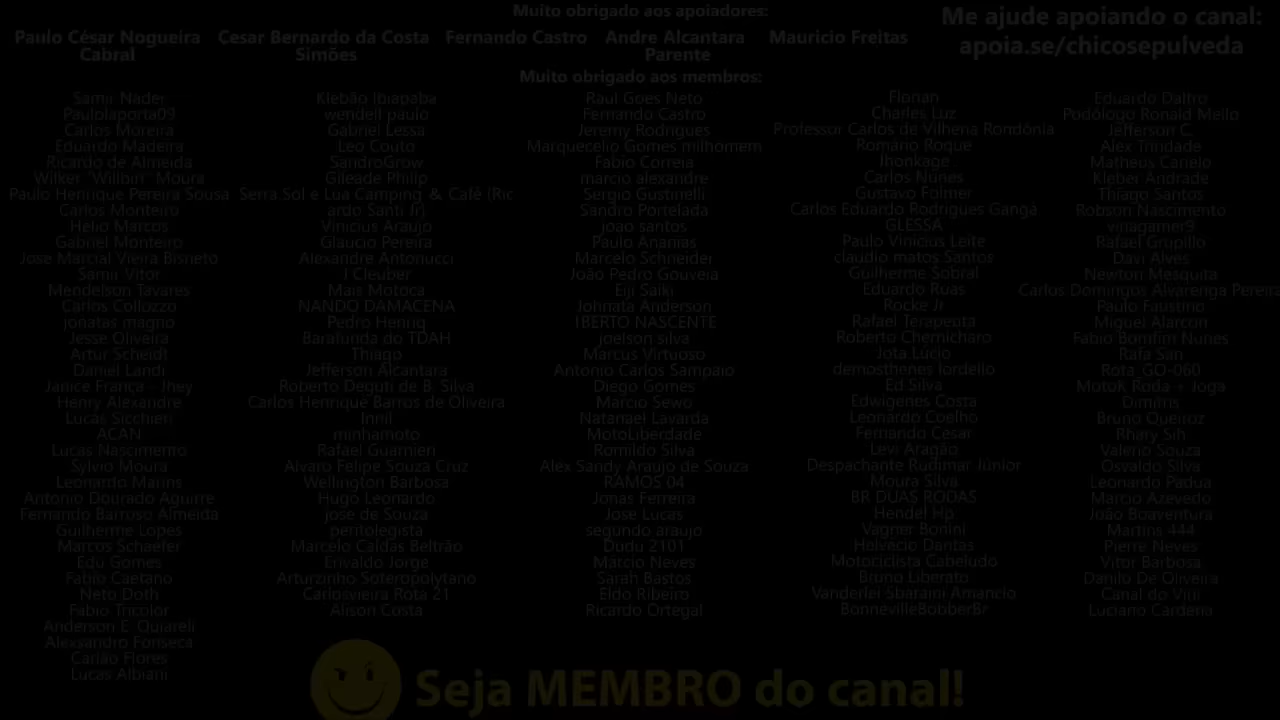 Muito obrigado aos apoiadores:
Me ajude apoiando o canal:
apoia.se/chicosepulveda
Paulo César Nogueira
Cabral
Cesar Bernardo da Costa
Simões
Fernando Castro
Andre Alcantara
Parente
Mauricio Freitas
Muito obrigado aos membros:
Samir Nader
Paulolaporta09
Carlos Moreira
Eduardo Madeira
Ricardo de Almeida
Wilker "Willbin" Moura
Paulo Henrique Pereira Sousa
Carlos Monteiro
Helio Marcos
Gabriel Monteiro
Jose Marcial Vieira Bisneto
Samir Vitor
Mendelson Tavares
Carlos Colluzzo
jonatas magno
Jesse Oliveira
Artur Scheidt
Daniel Landi
Janice França - Jhey
Henry Alexandre
Lucas Sicchieri
ACAN
Lucas Nascimento
Sylvio Moura
Leonardo Marins
Antonio Dourado Aguirre
Fernando Barroso Almeida
Guilherme Lopes
Marcos Schaefer
Edu Gomes
Fabio Caetano
Neto Doth
Fabio Tricolor
Anderson E. Quiareli
Alexsandro Fonseca
Carlão Flores
Lucas Albiani
Klebão Ibiapaba
wendell paulo
Gabriel Lessa
Leo Couto
SandroGrow
Gileade Philip
Serra Sol e Lua Camping & Café (Ric
ardo Santi Jr)
Vinicius Araujo
Glaucio Pereira
Alexandre Antonucci
J Cleuber
Mais Motoca
NANDO DAMACENA
Pedro Henriq
Barafunda do TDAH
Thiago
Jefferson Alcantara
Roberto Deguti de B. Silva
Carlos Henrique Barros de Oliveira
Innil
minhamoto
Rafael Guarnieri
Alvaro Felipe Souza Cruz
Wellington Barbosa
Hugo Leonardo
jose de Souza
pentolegista
Marcelo Caldas Beltrão
Erivaldo Jorge
Arturzinho Soteropolytano
Carlosvieira Rota 21
Alison Costa
Raul Goes Neto
Fernando Castro
Jeremy Rodrigues
Marquecelio Gomes milhomem
Fabio Correia
marcio alexandre
Sergio Gustinelli
Sandro Portelada
joao santos
Paulo Ananias
Marcelo Schneider
João Pedro Gouveia
Eiji Saiki
Johnata Anderson
IBERTO NASCENTE
joelson silva
Marcus Virtuoso
Antonio Carlos Sampaio
Diego Gomes
Marcio Sewo
Natanael Lavarda
MotoLiberdade
Romildo Silva
Alex Sandy Araujo de Souza
RAMOS 04
Jonas Ferreira
Jose Lucas
segundo araujo
Dudu 2101
Marcio Neves
Sarah Bastos
Eldo Ribeiro
Ricardo Ortegal
Florian
Charles Luz
Professor Carlos de Vilhena Rondônia
Romano Roque
Jhonkage
Carlos Nunes
Gustavo Folmer
Carlos Eduardo Rodrigues Ganga
GLESSA
Paulo Vinicius Leite
claudio matos Santos
Guilherme Sobral
Eduardo Ruas
Rocke Jr
Rafael Terapeuta
Roberto Chernicharo
Jota Lúcio
demosthenes lordello
Ed Silva
Edwigenes Costa
Leonardo Coelho
Fernando Cesar
Levi Aragão
Despachante Rudimar Júnior
Moura Silva
BR DUAS RODAS
Hendel Hp
Vagner Bonini
Helvecio Dantas
Motociclista Cabeludo
Bruno Liberato
Vanderlei Sbaraini Amancio
BonnevilleBobberBr
Eduardo Daltro
Podólogo Ronald Mello
Jefferson C.
Alex Trindade
Matheus Canelo
Kleber Andrade
Thiago Santos
Robson Nascimento
vinagamer9
Rafael Grupillo
Davi Alves
Newton Mesquita
Carlos Domingos Alvarenga Pereira
Paulo Faustino
Miguel Alarcon
Fabio Bomfim Nunes
Rafa San
Rota_GO-060
MotoK Roda + Joga
Dimitris
Bruno Queiroz
Rhary Sih
Valerio Souza
Osvaldo Silva
Leonardo Padua
Marcio Azevedo
João Boaventura
Martins 444
Pierre Neves
Vitor Barbosa
Danilo De Oliveira
Canal do Vini
Luciano Cardena
Seja MEMBRO do canal!